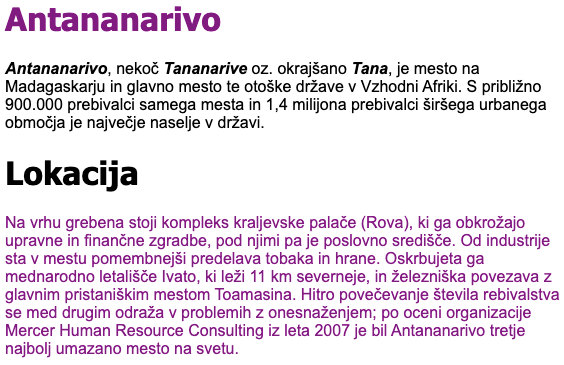 Antananarivo
Antananarivo, nekoč Tananarive oz. okrajšano Tana, je mesto na
Madagaskarju in glavno mesto te otoške države v Vzhodni Afriki. S približno
900.000 prebivalci samega mesta in 1,4 milijona prebivalci širšega urbanega
območja je največje naselje v državi.
Lokacija
Na vrhu grebena stoji kompleks kraljevske palače (Rova), ki ga obkrožajo
upravne in finančne zgradbe, pod njimi pa je poslovno središče. Od industrije
sta v mestu pomembnejši predelava tobaka in hrane. Oskrbujeta ga
mednarodno letališče Ivato, ki leži 11 km severneje, in železniška povezava z
glavnim pristaniškim mestom Toamasina. Hitro povečevanje števila rebivalstva
se med drugim odraža v problemih z onesnaženjem; po oceni organizacije
Mercer Human Resource Consulting iz leta 2007 je bil Antananarivo tretje
najbolj umazano mesto na svetu.